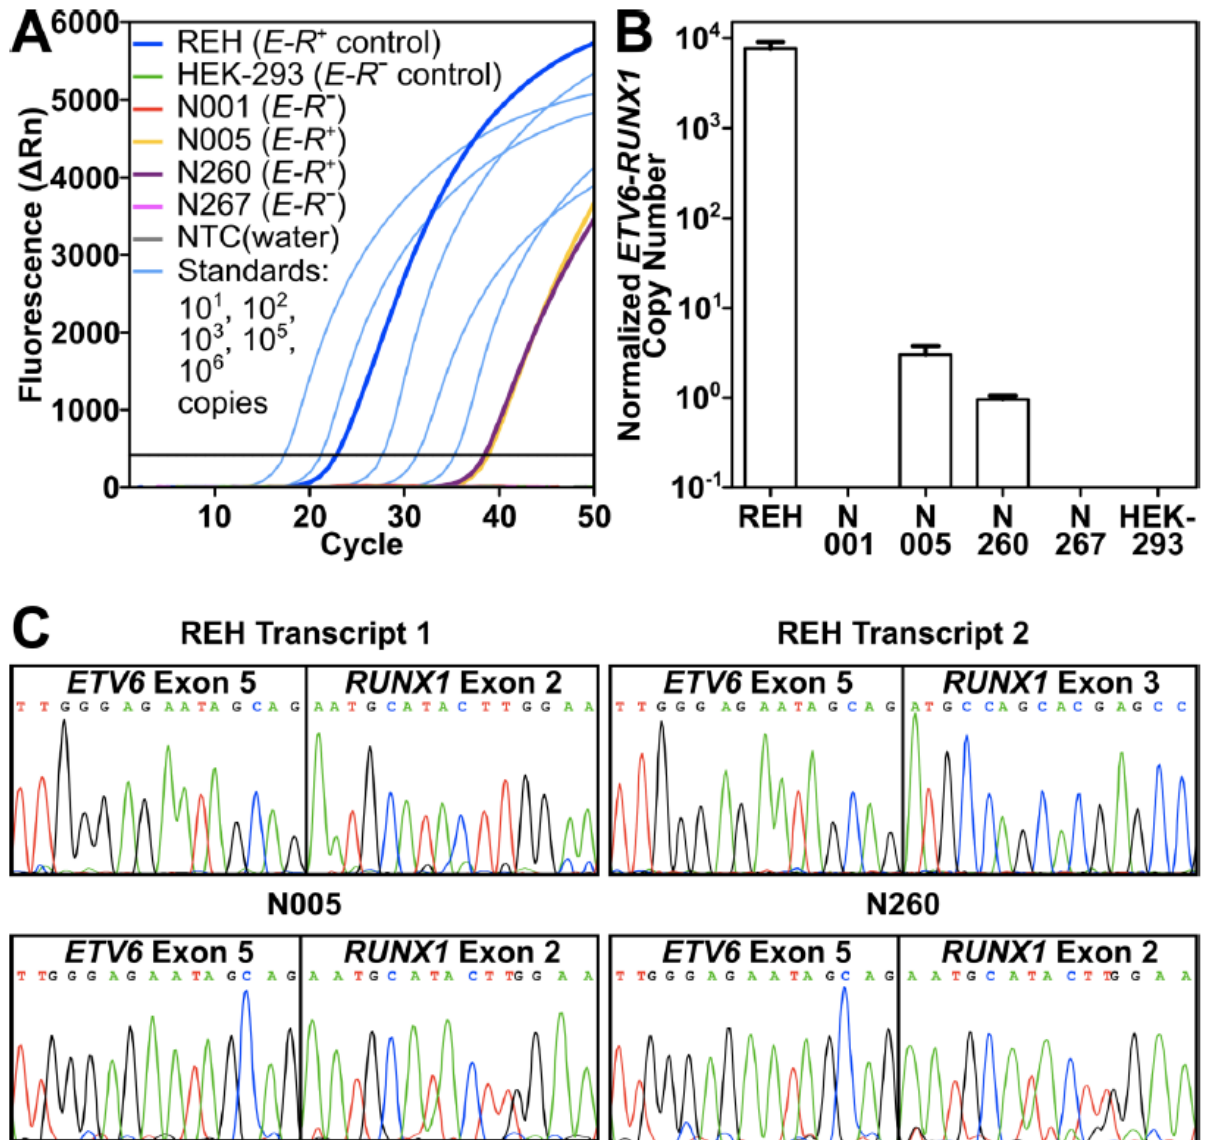 A
6000
5000
4000
3000
2000
1000
0
Fluorescence (ΔRn)
REH (E-R⁺ control)
HEK-293 (E-R⁻ control)
N001 (E-R⁻)
N005 (E-R⁺)
N260 (E-R⁺)
N267 (E-R⁻)
NTC(water)
Standards:
10¹, 10²,
10³, 10⁵,
10⁶
copies
10 20 30 40 50
Cycle
B
Normalized ETV6-RUNX1
Copy Number
10⁴
10³
10²
10¹
10⁰
10⁻¹
REH N N N N HEK-
001 005 260 267 293
C
REH Transcript 1
ETV6 Exon 5 RUNX1 Exon 2
T T G G G A G A A T A G C A G A A T G C A T A C T T G G A A
REH Transcript 2
ETV6 Exon 5 RUNX1 Exon 3
T T G G G A G A A T A G C A G A T G C C A G C A C G A G C C
N005
ETV6 Exon 5 RUNX1 Exon 2
T T G G G A G A A T A G C A G A A T G C A T A C T T G G A A
N260
ETV6 Exon 5 RUNX1 Exon 2
T T G G G A G A A T A G C A G A A T G C A T A C T T G G A A